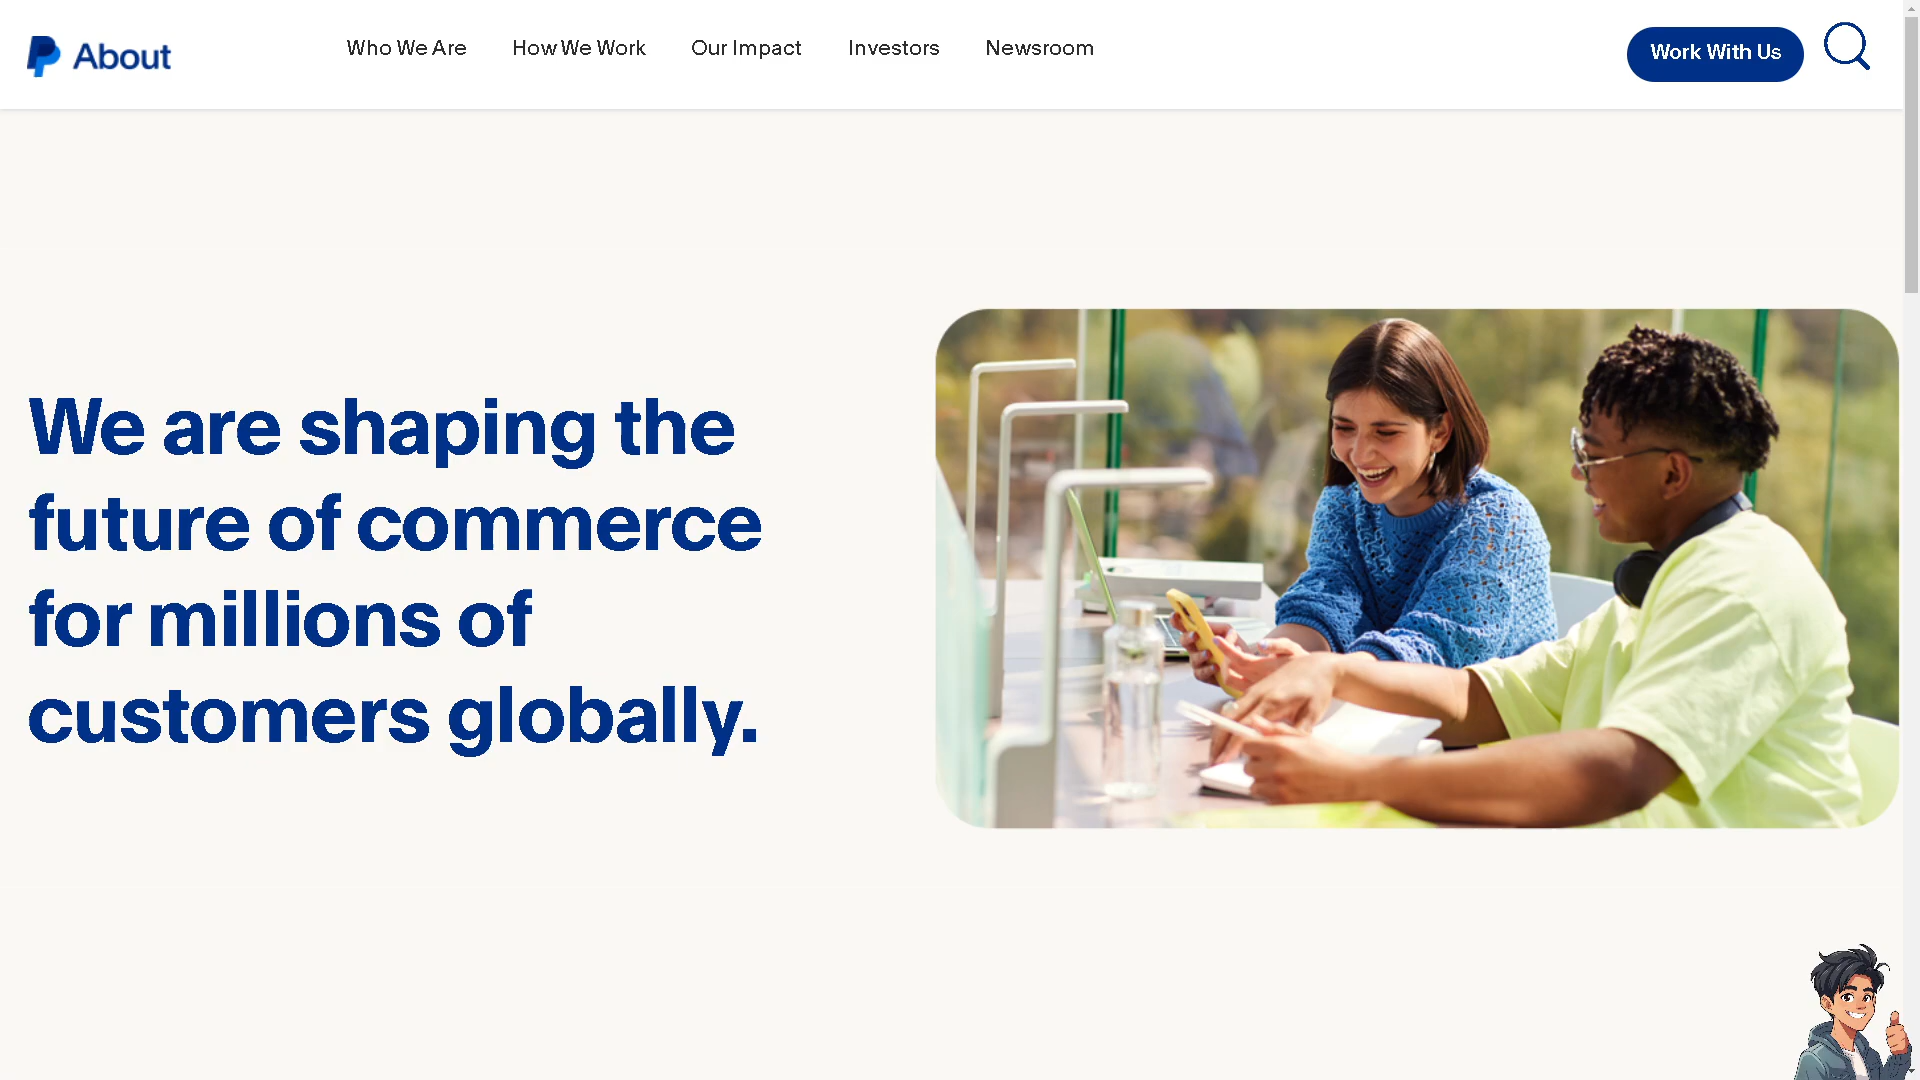 About
Who We Are
How We Work
Our Impact
Investors
Newsroom
Work With Us
We are shaping the
future of commerce
for millions of
customers globally.